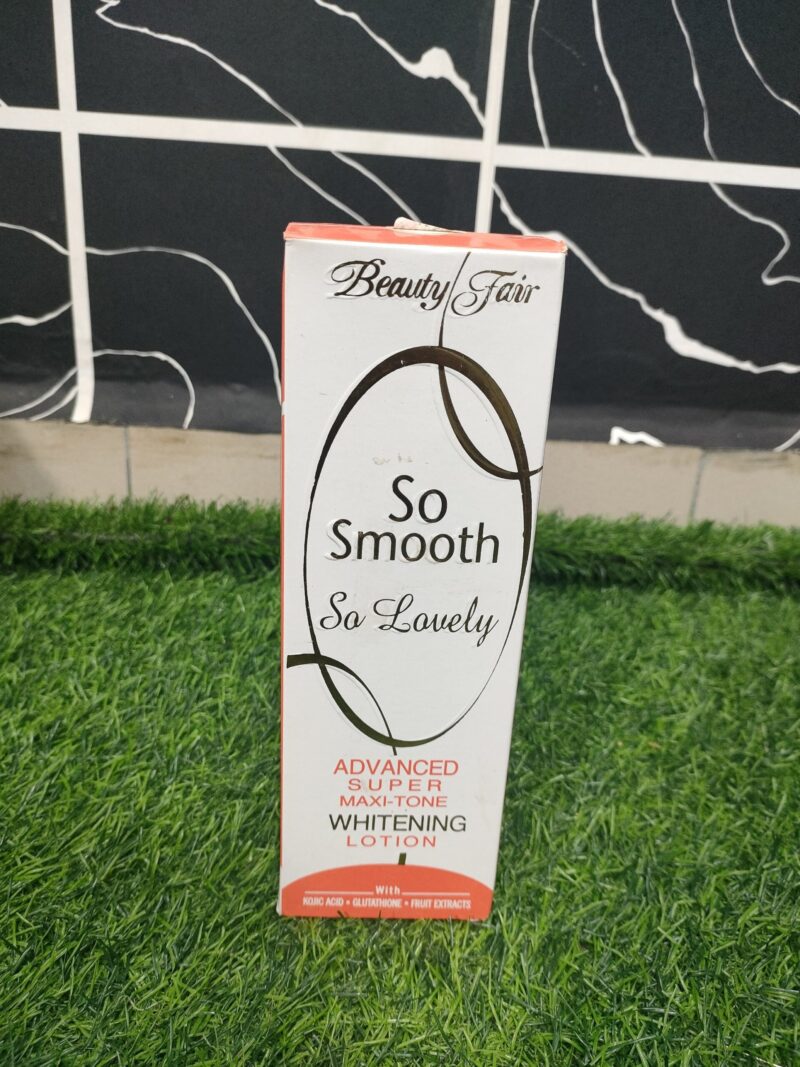 Beauty Fair
So
Smooth
So Lovely
ADVANCED
SUPER
MAXI-TONE
WHITENING
LOTION
With
KOJIC ACID • GLUTATHIONE • FRUIT EXTRACTS